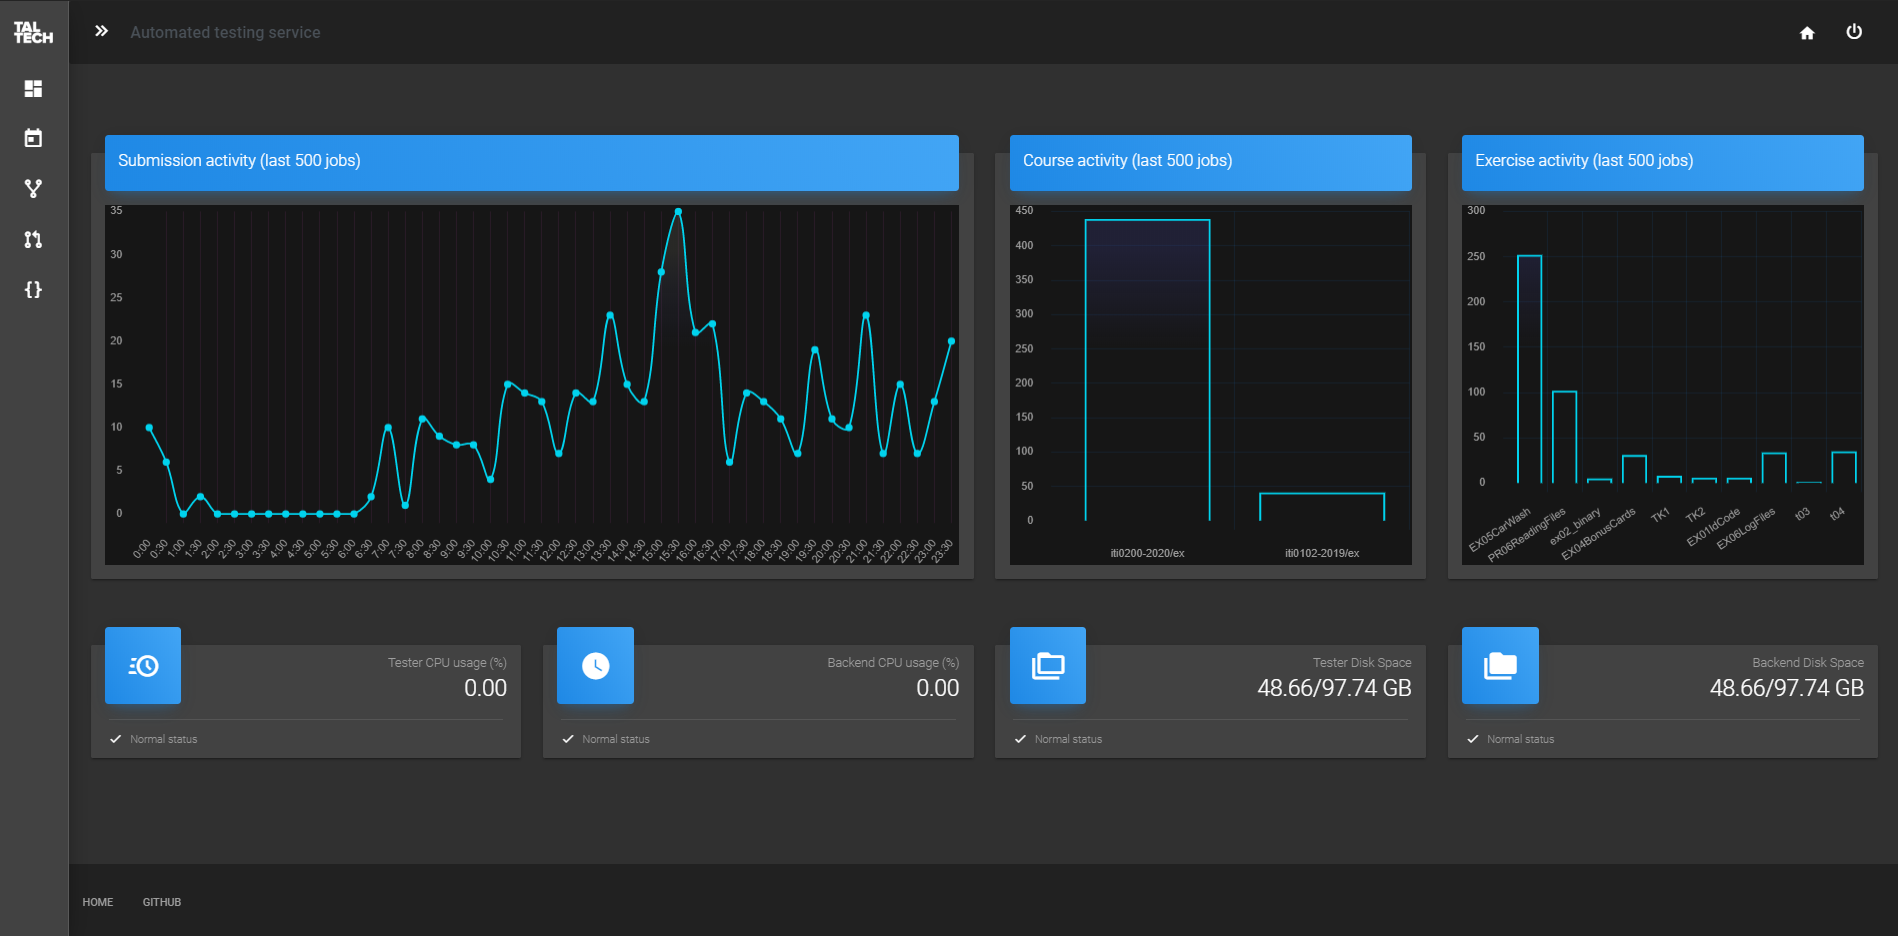 TAL
TECH
Automated testing service
Submission activity (last 500 jobs)
35
30
25
20
15
10
5
0
0:00 0:30 1:00 1:30 2:00 2:30 3:00 3:30 4:00 4:30 5:00 5:30 6:00 6:30 7:00 7:30 8:00 8:30 9:00 9:30 10:00 10:30 11:00 11:30 12:00 12:30 13:00 13:30 14:00 14:30 15:00 15:30 16:00 16:30 17:00 17:30 18:00 18:30 19:00 19:30 20:00 20:30 21:00 21:30 22:00 22:30 23:00 23:30
Course activity (last 500 jobs)
450
400
350
300
250
200
150
100
50
0
iti0200-2020/ex iti0102-2019/ex
Exercise activity (last 500 jobs)
300
250
200
150
100
50
0
EX05CarWash PR06ReadingFiles ex02_binary EX04BonusCards TK1 TK2 EX01IdCode EX06LogFiles t03 t04
Tester CPU usage (%)
0.00
Normal status
Backend CPU usage (%)
0.00
Normal status
Tester Disk Space
48.66/97.74 GB
Normal status
Backend Disk Space
48.66/97.74 GB
Normal status
HOME GITHUB